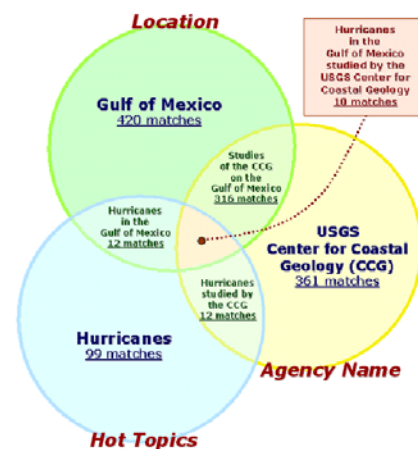 Location
Hurricanes
in the
Gulf of Mexico
studied by the
USGS Center for
Coastal Geology
10 matches
Gulf of Mexico
420 matches
Studies
of the CCG
on the
Gulf of Mexico
316 matches
Hurricanes
in the
Gulf of Mexico
12 matches
USGS
Center for Coastal
Geology (CCG)
361 matches
Hurricanes
studied by
the CCG
12 matches
Hurricanes
99 matches
Agency Name
Hot Topics